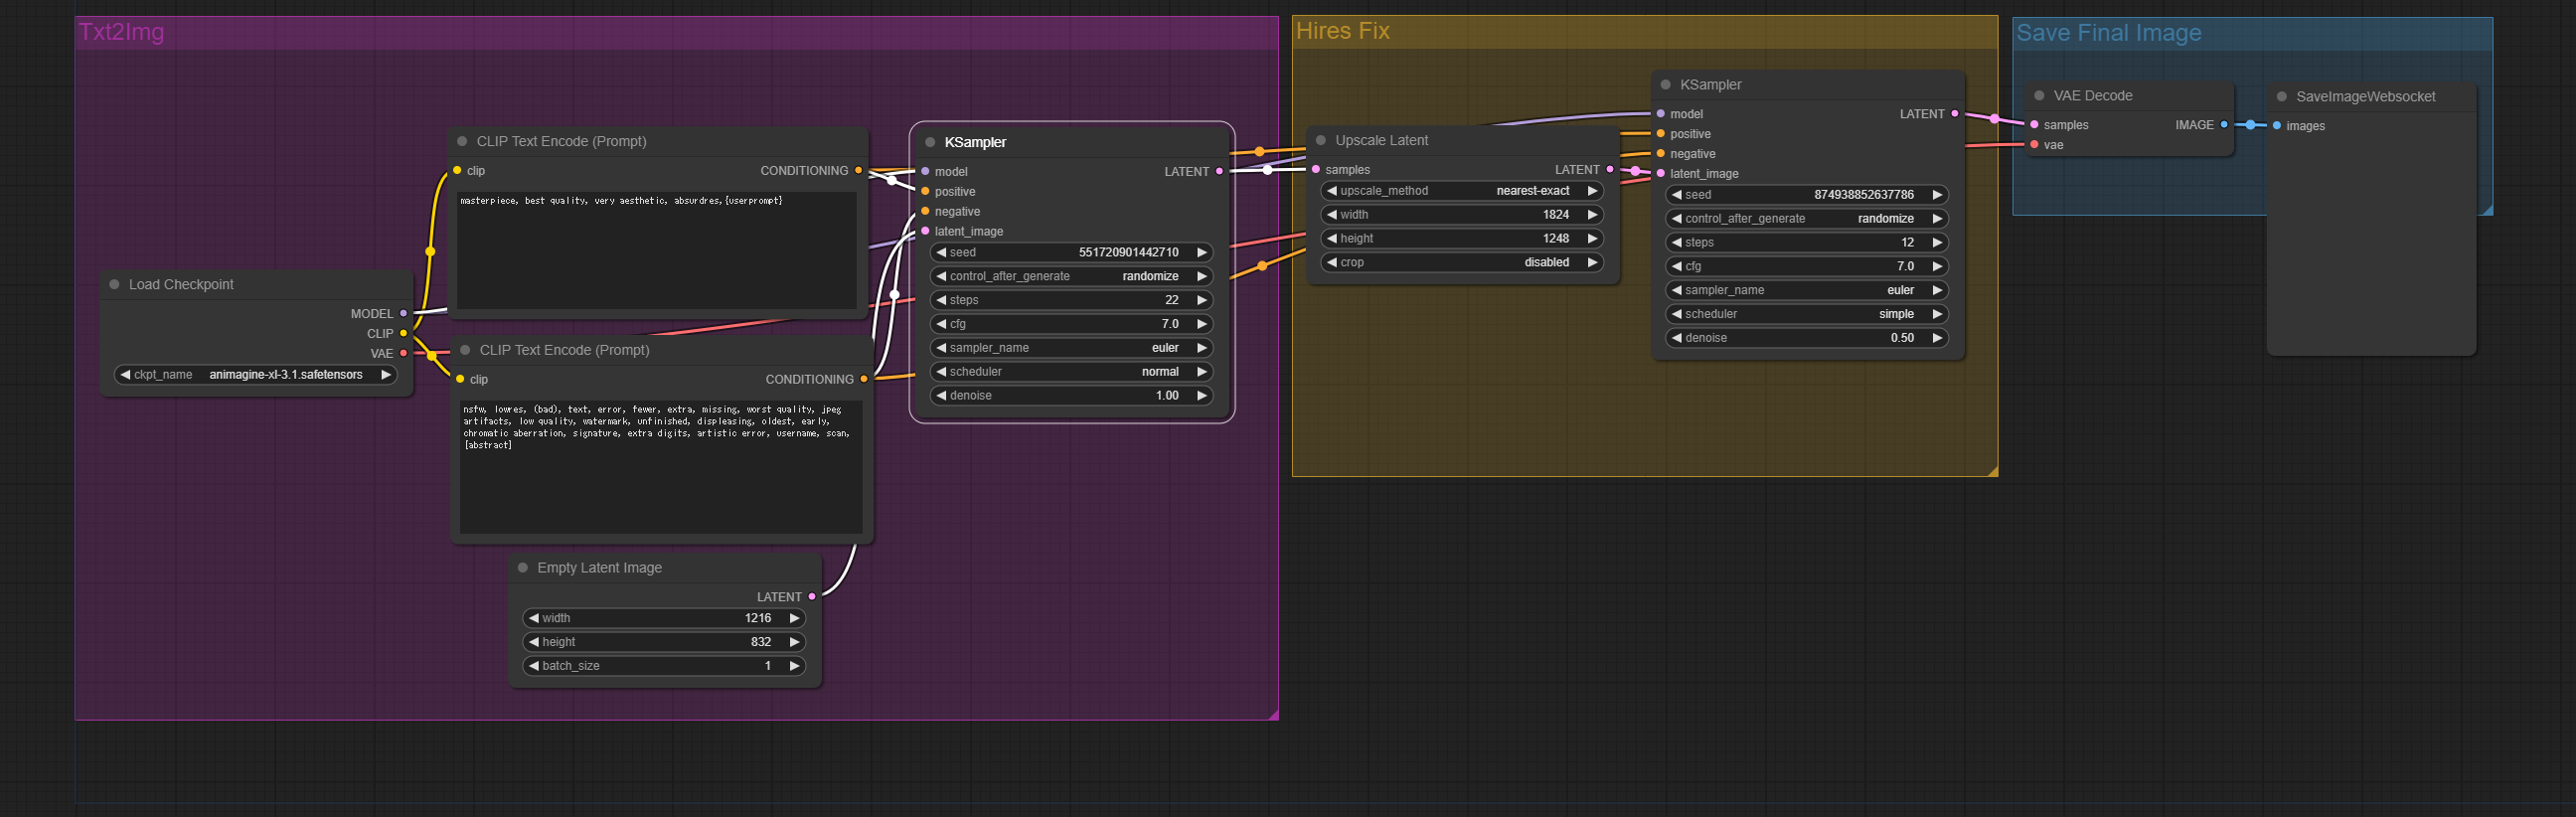 Txt2Img
Load Checkpoint
MODEL
CLIP
VAE
ckpt_name animagine-xl-3.1.safetensors
CLIP Text Encode (Prompt)
clip CONDITIONING
masterpiece, best quality, very aesthetic, absurdres,{userprompt}
CLIP Text Encode (Prompt)
clip CONDITIONING
nsfw, lowres, (bad), text, error, fewer, extra, missing, worst quality, jpeg
artifacts, low quality, watermark, unfinished, displeasing, oldest, early,
chromatic aberration, signature, extra digits, artistic error, username, scan,
[abstract]
Empty Latent Image
LATENT
width 1216
height 832
batch_size 1
KSampler
model LATENT
positive
negative
latent_image
seed 551720901442710
control_after_generate randomize
steps 22
cfg 7.0
sampler_name euler
scheduler normal
denoise 1.00
Hires Fix
Upscale Latent
samples LATENT
upscale_method nearest-exact
width 1824
height 1248
crop disabled
KSampler
model LATENT
positive
negative
latent_image
seed 874938852637786
control_after_generate randomize
steps 12
cfg 7.0
sampler_name euler
scheduler simple
denoise 0.50
Save Final Image
VAE Decode
samples IMAGE
vae
SaveImageWebsocket
images